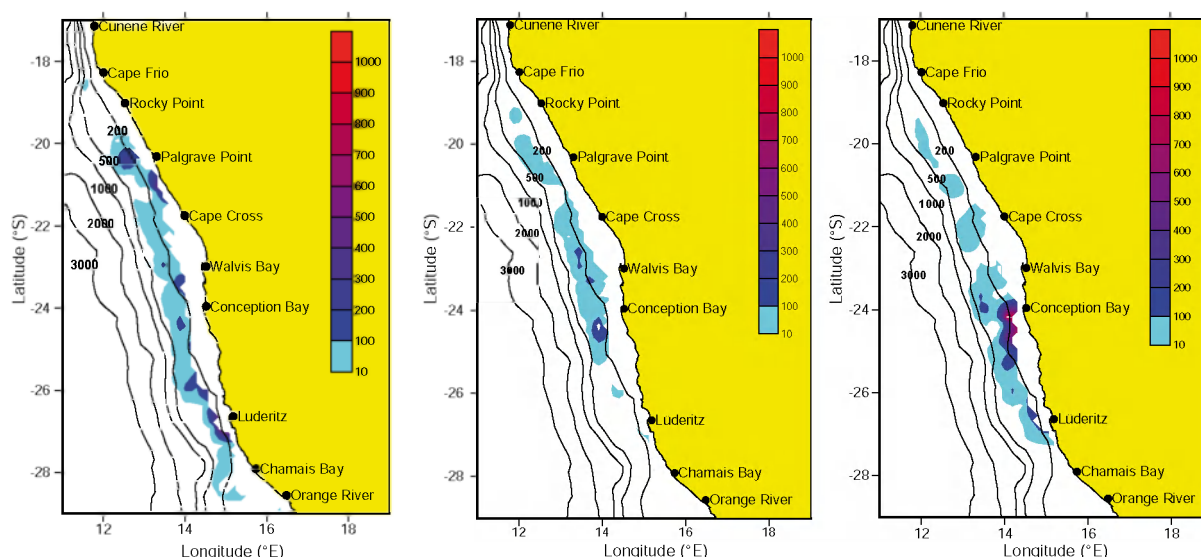 Cunene River
-18
Cape Frio
1000
Rocky Point
900
200
800
-20
Palgrave Point
500
700
1000
600
-22
Cape Cross
500
2000
400
3000
Walvis Bay
300
-24
Conception Bay
200
100
10
-26
Luderitz
-28
Chamais Bay
Orange River
12 14 16 18
Latitude (°S)
Longitude (°E)
Cunene River
-18
Cape Frio
1000
Rocky Point
900
800
-20
200
Palgrave Point
700
500
600
1000
-22
Cape Cross
500
2000
400
3000
Walvis Bay
300
-24
Conception Bay
200
100
10
-26
Luderitz
-28
Chamais Bay
Orange River
12 14 16 18
Latitude (°S)
Longitude (°E)
Cunene River
-18
Cape Frio
1000
Rocky Point
900
800
-20
200
Palgrave Point
700
500
600
1000
-22
Cape Cross
500
2000
400
3000
Walvis Bay
300
-24
Conception Bay
200
100
10
-26
Lüderitz
-28
Chamais Bay
Orange River
12 14 16 18
Latitude (°S)
Longitude (°E)